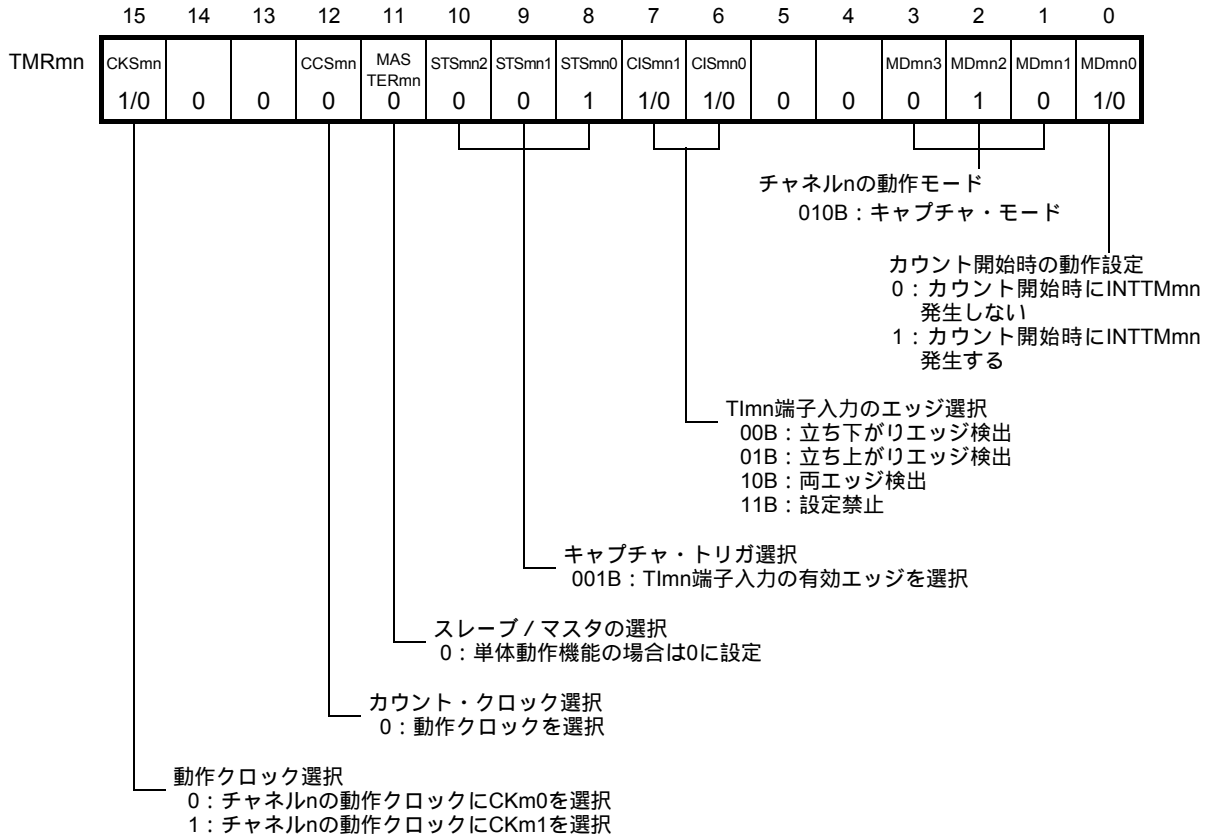 15 14 13 12 11 10 9 8 7 6 5 4 3 2 1 0
TMRmn CKSmn CCSmn MAS TERmn STSmn2 STSmn1 STSmn0 CISmn1 CISmn0 MDmn3 MDmn2 MDmn1 MDmn0
1/0 0 0 0 0 0 0 1 1/0 1/0 0 0 0 1 0 1/0
チャネルnの動作モード
010B：キャプチャ・モード
カウント開始時の動作設定
0：カウント開始時にINTTMmn
発生しない
1：カウント開始時にINTTMmn
発生する
TImn端子入力のエッジ選択
00B：立ち下がりエッジ検出
01B：立ち上がりエッジ検出
10B：両エッジ検出
11B：設定禁止
キャプチャ・トリガ選択
001B：TImn端子入力の有効エッジを選択
スレーブ／マスタの選択
0：単体動作機能の場合は0に設定
カウント・クロック選択
0：動作クロックを選択
動作クロック選択
0：チャネルnの動作クロックにCKm0を選択
1：チャネルnの動作クロックにCKm1を選択